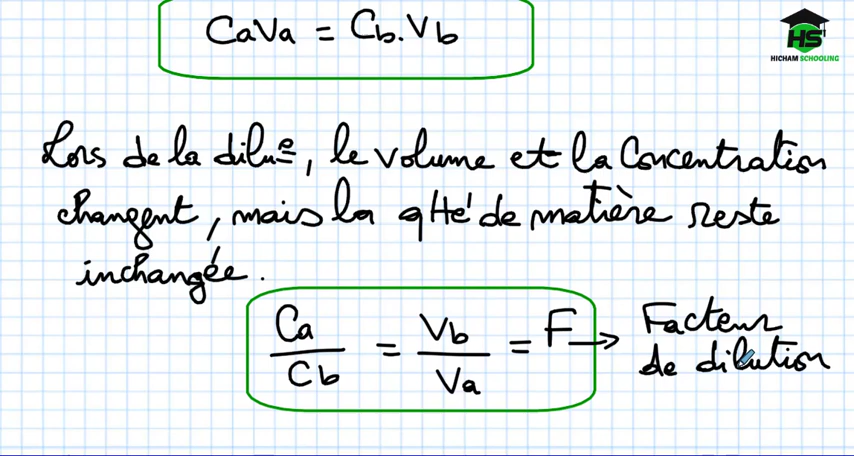 CaVa = Cb.Vb
HS
HICHAM SCHOOLING
Lors de la dilu=e, le volume et la concentration
changent, mais la qtté de matière reste
inchangée.
Ca/Cb = Vb/Va = F → Facteur
de dilution